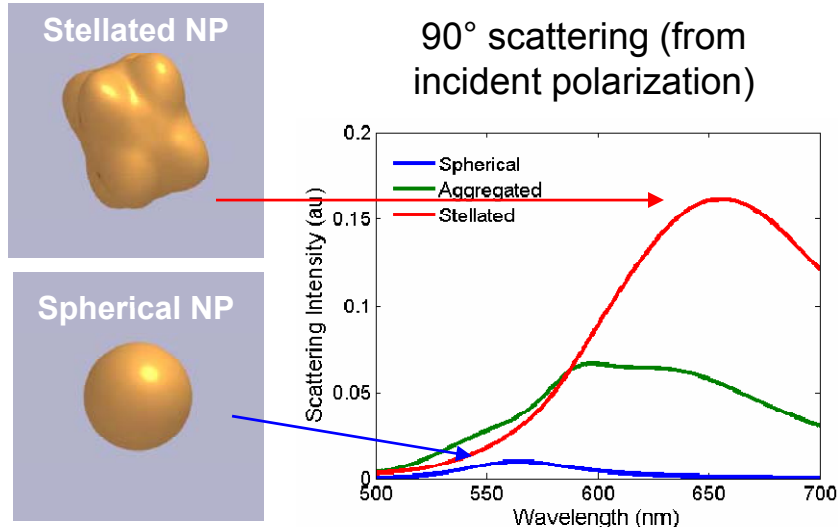 Stellated NP
90° scattering (from
incident polarization)
Spherical NP
0.2
0.15
0.1
0.05
0
Scattering Intensity (au)
Spherical
Aggregated
Stellated
500
550
600
650
700
Wavelength (nm)